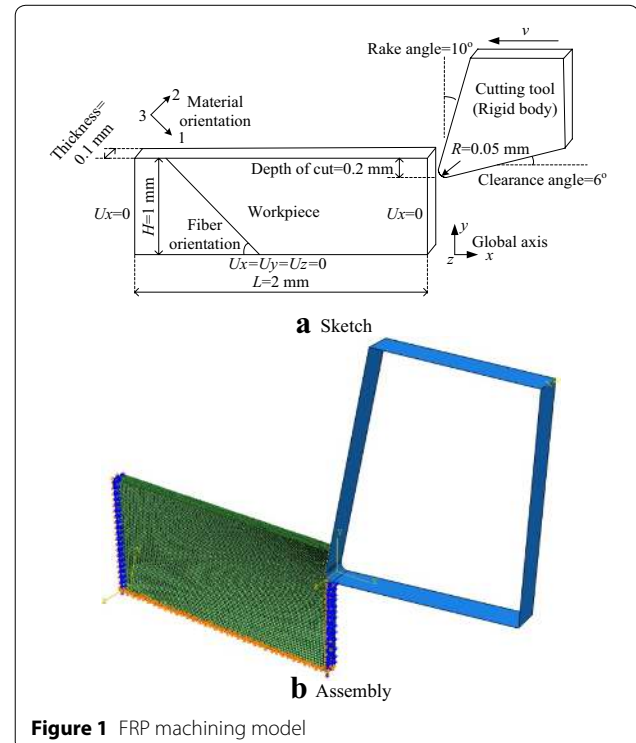 v
Rake angle=10°
Cutting tool
(Rigid body)
2
Material
3
orientation
1
Thickness=
0.1 mm
R=0.05 mm
Depth of cut=0.2 mm
Clearance angle=6°
Ux=0
H=1 mm
Workpiece
Ux=0
Fiber
orientation
y
Global axis
z
x
Ux=Uy=Uz=0
L=2 mm
a Sketch
b Assembly
Figure 1 FRP machining model